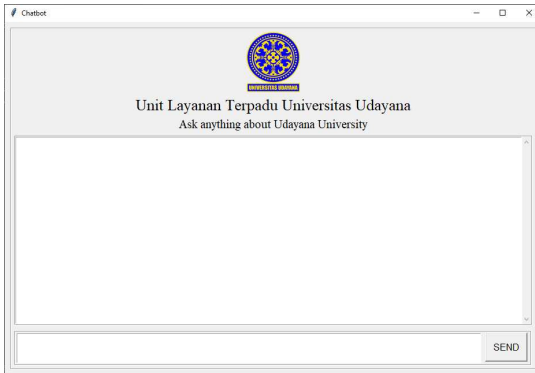 Chatbot
UNIVERSITAS UDAYANA
Unit Layanan Terpadu Universitas Udayana
Ask anything about Udayana University
SEND